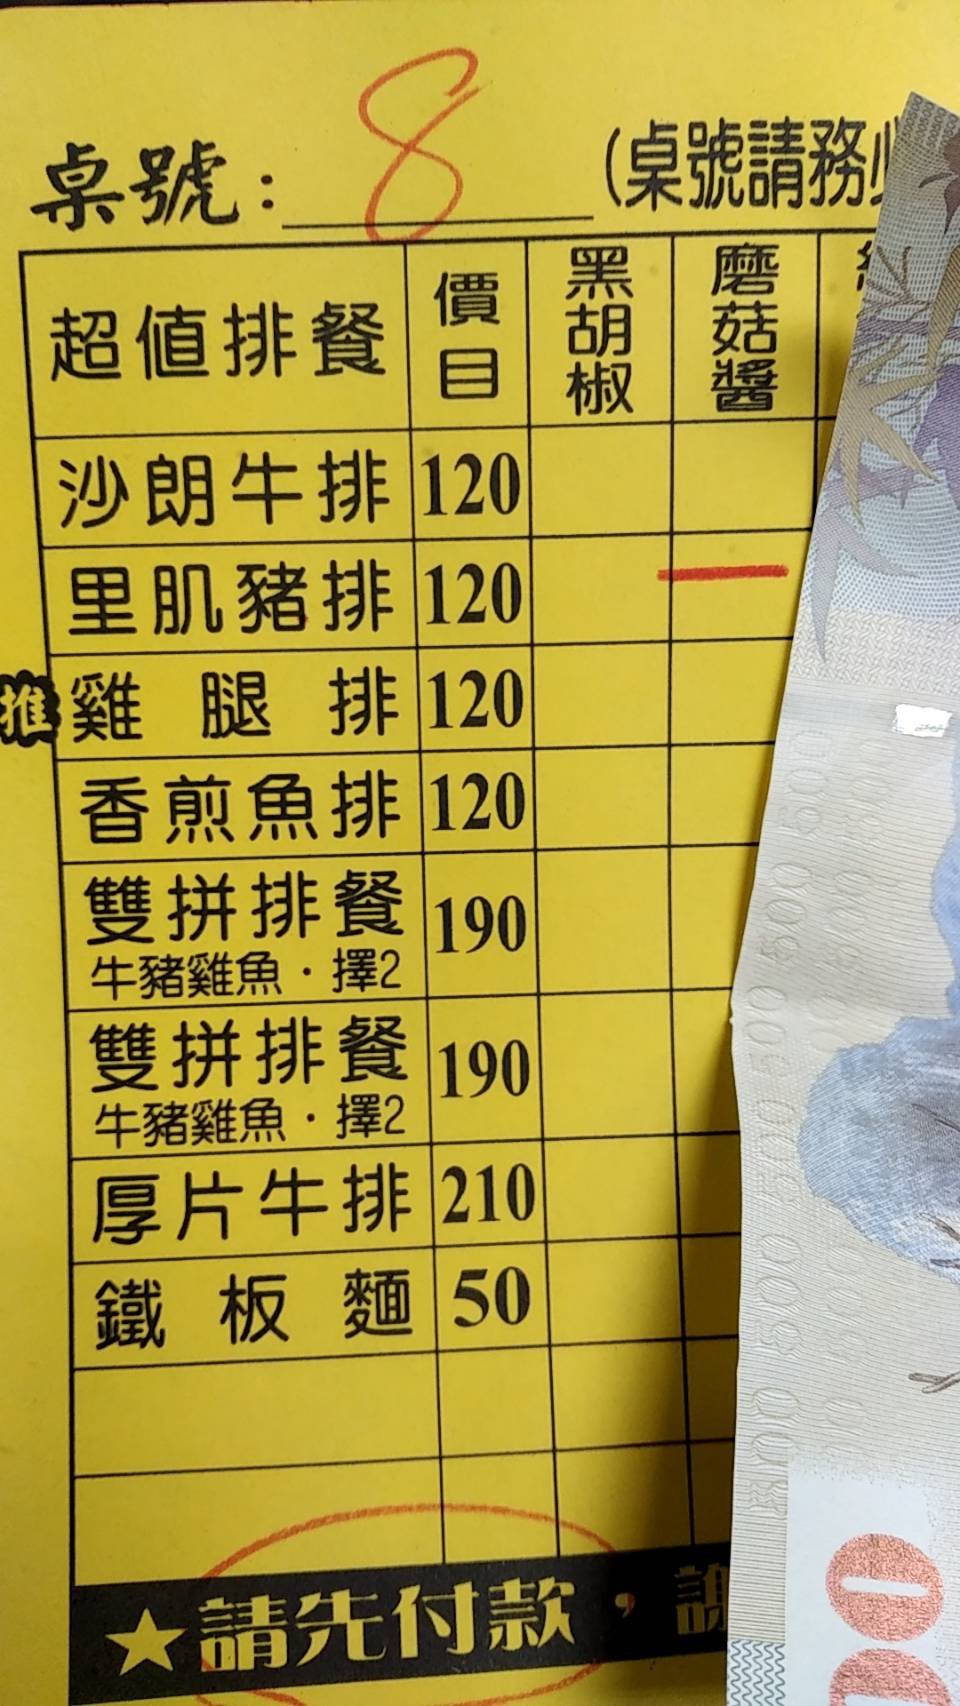 桌號: 8 (桌號請務必
超值排餐 價目 黑胡椒 磨菇醬
沙朗牛排 120
里肌豬排 120
推 雞腿排 120
香煎魚排 120
雙拼排餐 190
牛豬雞魚・擇2
雙拼排餐 190
牛豬雞魚・擇2
厚片牛排 210
鐵板麵 50
★請先付款,謝